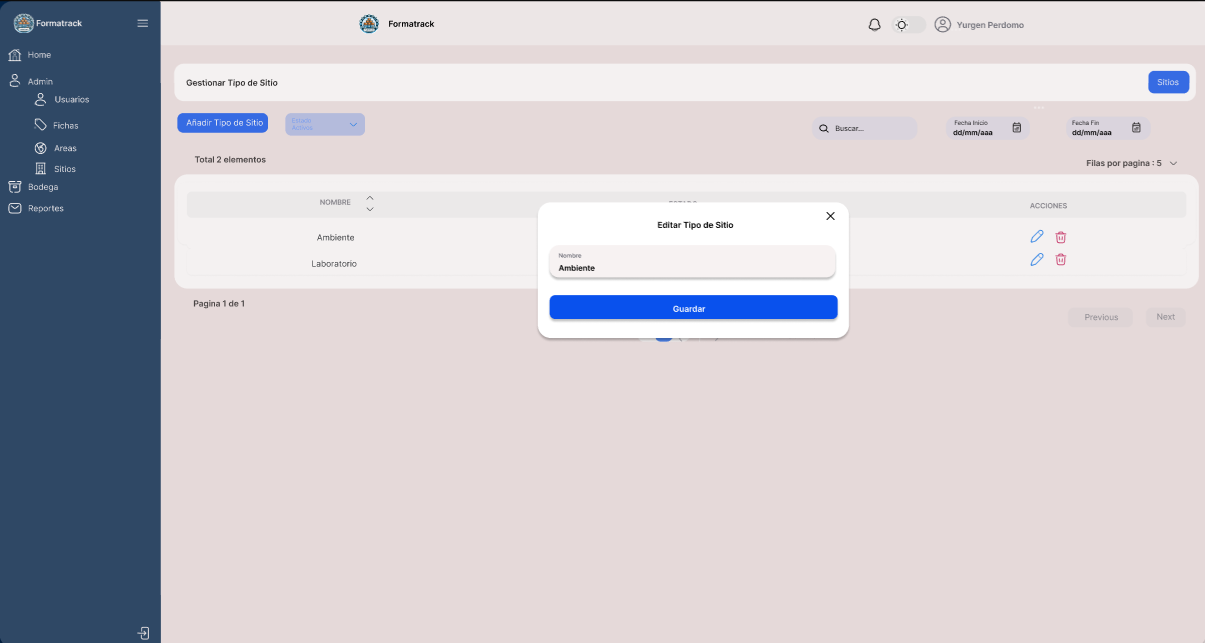 Formatrack
Formatrack
Yurgen Perdomo
Home
Admin
Usuarios
Fichas
Areas
Sitios
Bodega
Reportes
Gestionar Tipo de Sitio
Sitios
Añadir Tipo de Sitio
Estado
Activos
Buscar...
Fecha Inicio
dd/mm/aaa
Fecha Fin
dd/mm/aaa
Total 2 elementos
Filas por pagina : 5
NOMBRE
ACCIONES
Ambiente
Laboratorio
Editar Tipo de Sitio
Nombre
Ambiente
Guardar
Pagina 1 de 1
Previous
Next